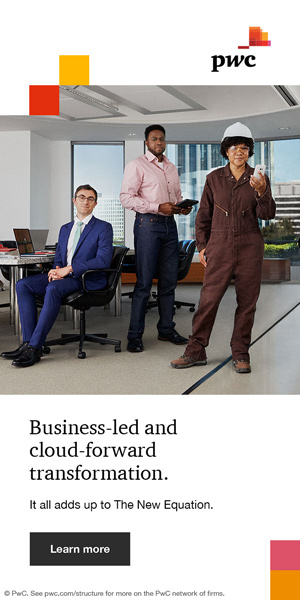 pwc
Business-led and
cloud-forward
transformation.
It all adds up to The New Equation.
Learn more
© PwC. See pwc.com/structure for more on the PwC network of firms.